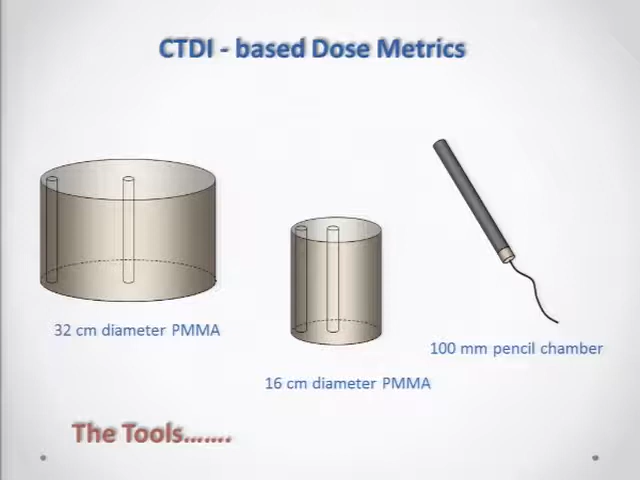 CTDI - based Dose Metrics
32 cm diameter PMMA
100 mm pencil chamber
16 cm diameter PMMA
The Tools.......